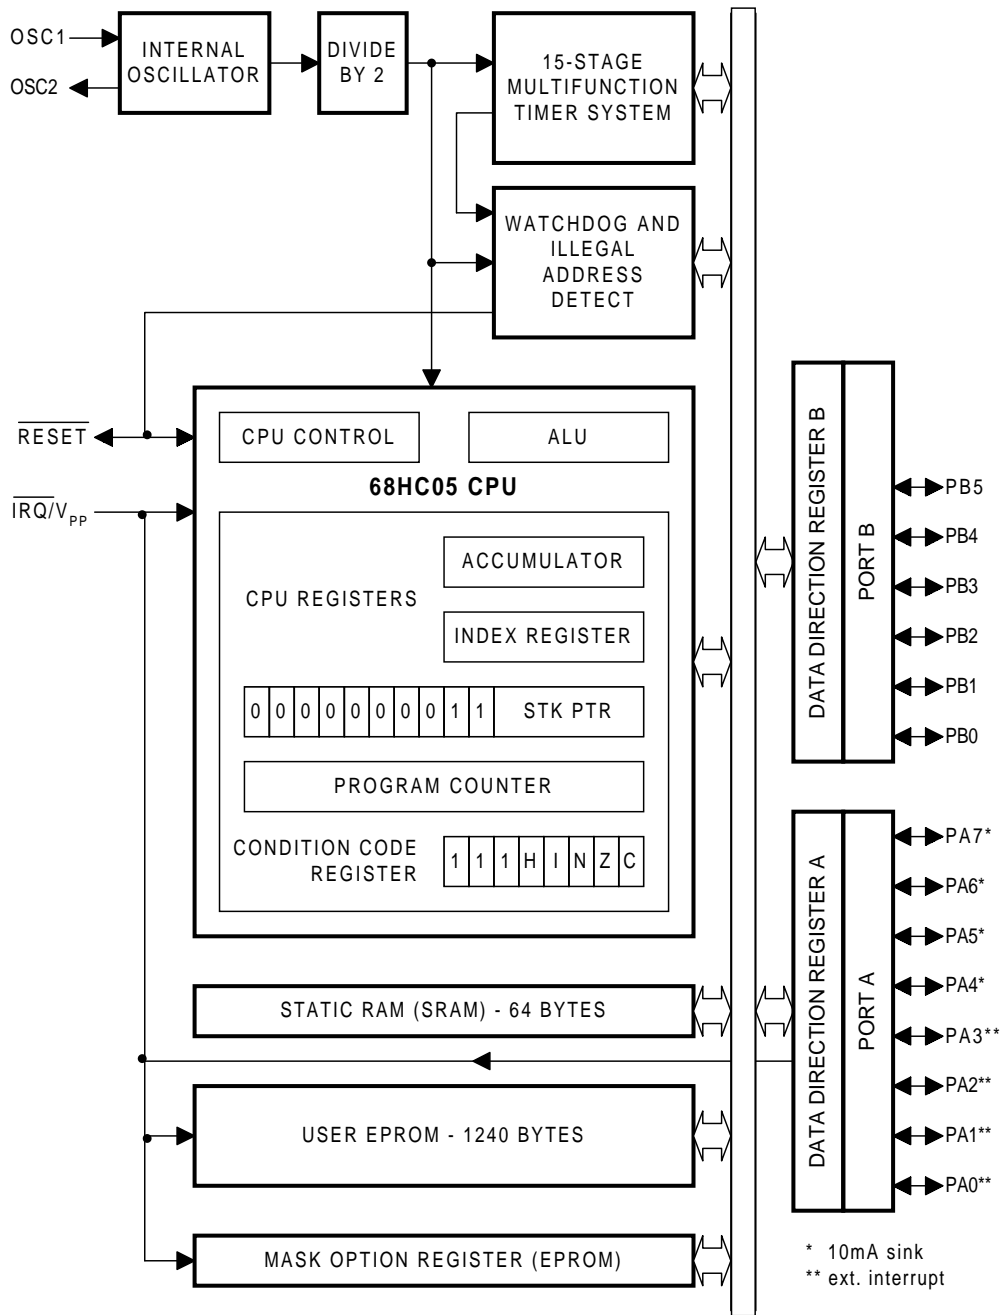 OSC1
OSC2
INTERNAL
OSCILLATOR
DIVIDE
BY 2
15-STAGE
MULTIFUNCTION
TIMER SYSTEM
WATCHDOG AND
ILLEGAL
ADDRESS
DETECT
RESET
IRQ/VPP
CPU CONTROL
ALU
68HC05 CPU
CPU REGISTERS
ACCUMULATOR
INDEX REGISTER
0 0 0 0 0 0 0 0 1 1 STK PTR
PROGRAM COUNTER
CONDITION CODE
REGISTER
1 1 1 H I N Z C
STATIC RAM (SRAM) - 64 BYTES
USER EPROM - 1240 BYTES
MASK OPTION REGISTER (EPROM)
DATA DIRECTION REGISTER B
PORT B
PB5
PB4
PB3
PB2
PB1
PB0
DATA DIRECTION REGISTER A
PORT A
PA7*
PA6*
PA5*
PA4*
PA3**
PA2**
PA1**
PA0**
* 10mA sink
** ext. interrupt